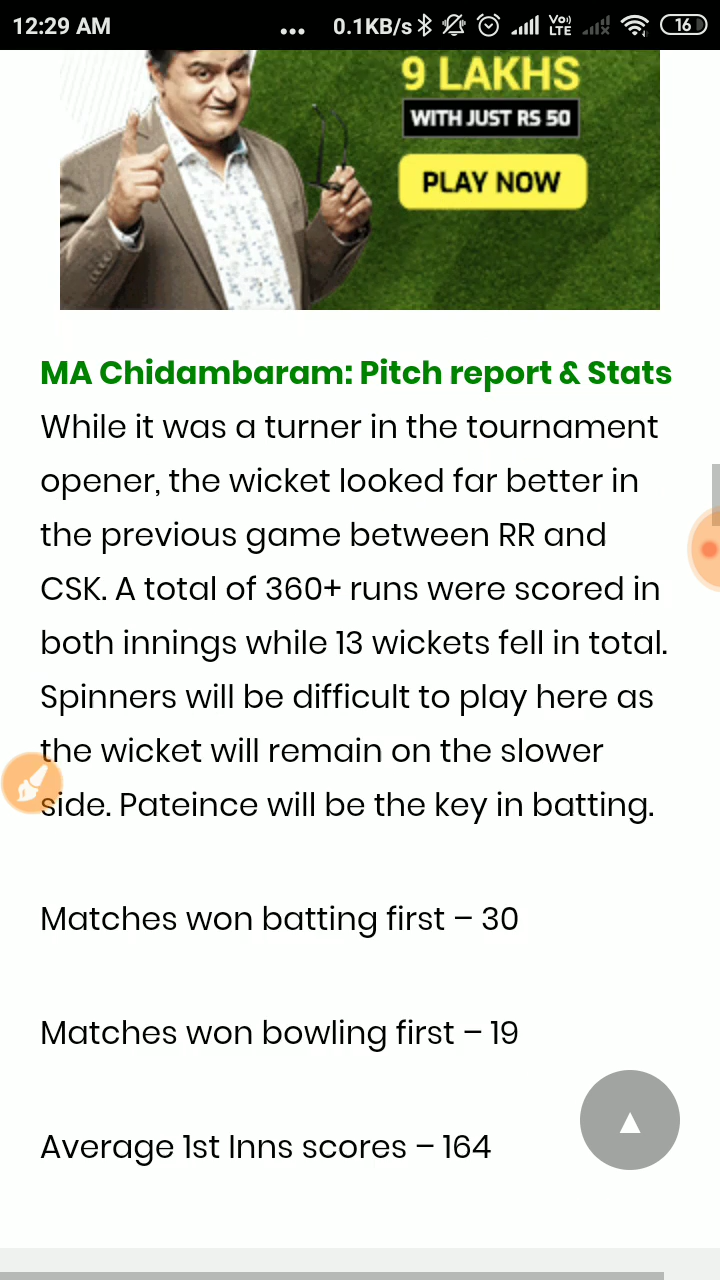 12:29 AM ... 0.1KB/s Vo)) LTE 16
9 LAKHS
WITH JUST RS 50
PLAY NOW
MA Chidambaram: Pitch report & Stats
While it was a turner in the tournament
opener, the wicket looked far better in
the previous game between RR and
CSK. A total of 360+ runs were scored in
both innings while 13 wickets fell in total.
Spinners will be difficult to play here as
the wicket will remain on the slower
side. Pateince will be the key in batting.
Matches won batting first – 30
Matches won bowling first – 19
Average 1st Inns scores – 164